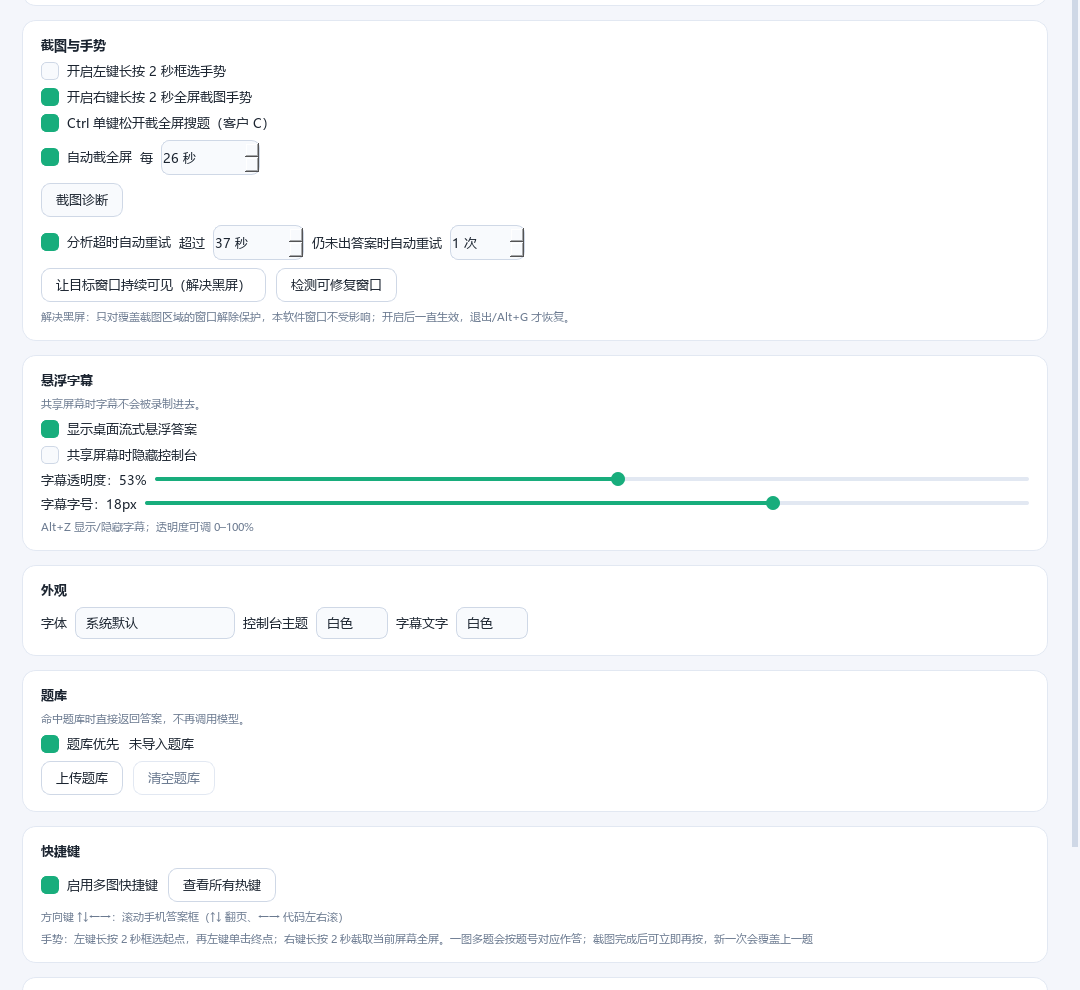 截图与手势
开启左键长按 2 秒框选手势
开启右键长按 2 秒全屏截图手势
Ctrl 单键松开截全屏搜题（客户 C）
自动截全屏 每 26 秒
截图诊断
分析超时自动重试 超过 37 秒 仍未出答案时自动重试 1 次
让目标窗口持续可见（解决黑屏） 检测可修复窗口
解决黑屏：只对覆盖截图区域的窗口解除保护，本软件窗口不受影响；开启后一直生效，退出/Alt+G 才恢复。
悬浮字幕
共享屏幕时字幕不会被录制进去。
显示桌面流式悬浮答案
共享屏幕时隐藏控制台
字幕透明度：53%
字幕字号：18px
Alt+Z 显示/隐藏字幕；透明度可调 0–100%
外观
字体 系统默认 控制台主题 白色 字幕文字 白色
题库
命中题库时直接返回答案，不再调用模型。
题库优先 未导入题库
上传题库 清空题库
快捷键
启用多图快捷键 查看所有热键
方向键 ↑↓←→：滚动手机答案框（↑↓ 翻页、←→ 代码左右滚）
手势：左键长按 2 秒框选起点，再左键单击终点；右键长按 2 秒截取当前屏幕全屏。一图多题会按题号对应作答；截图完成后可立即再按，新一次会覆盖上一题